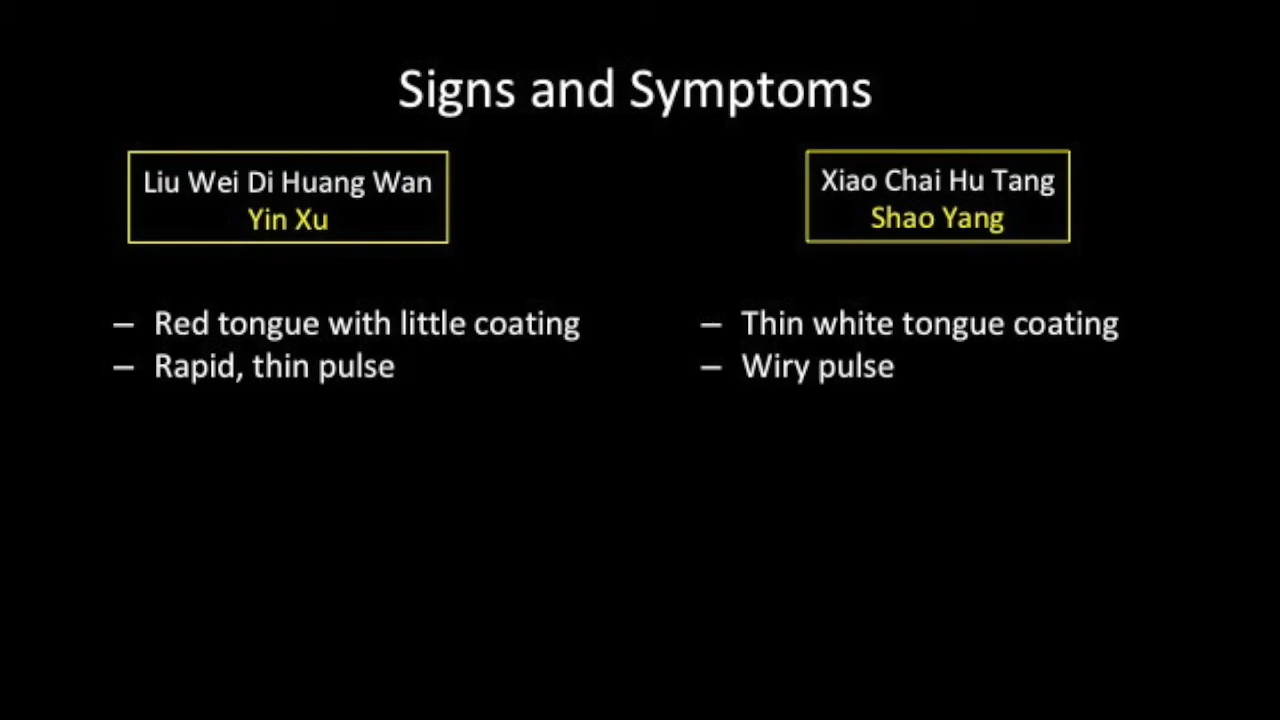 Signs and Symptoms
Liu Wei Di Huang Wan
Yin Xu
– Red tongue with little coating
– Rapid, thin pulse
Xiao Chai Hu Tang
Shao Yang
– Thin white tongue coating
– Wiry pulse